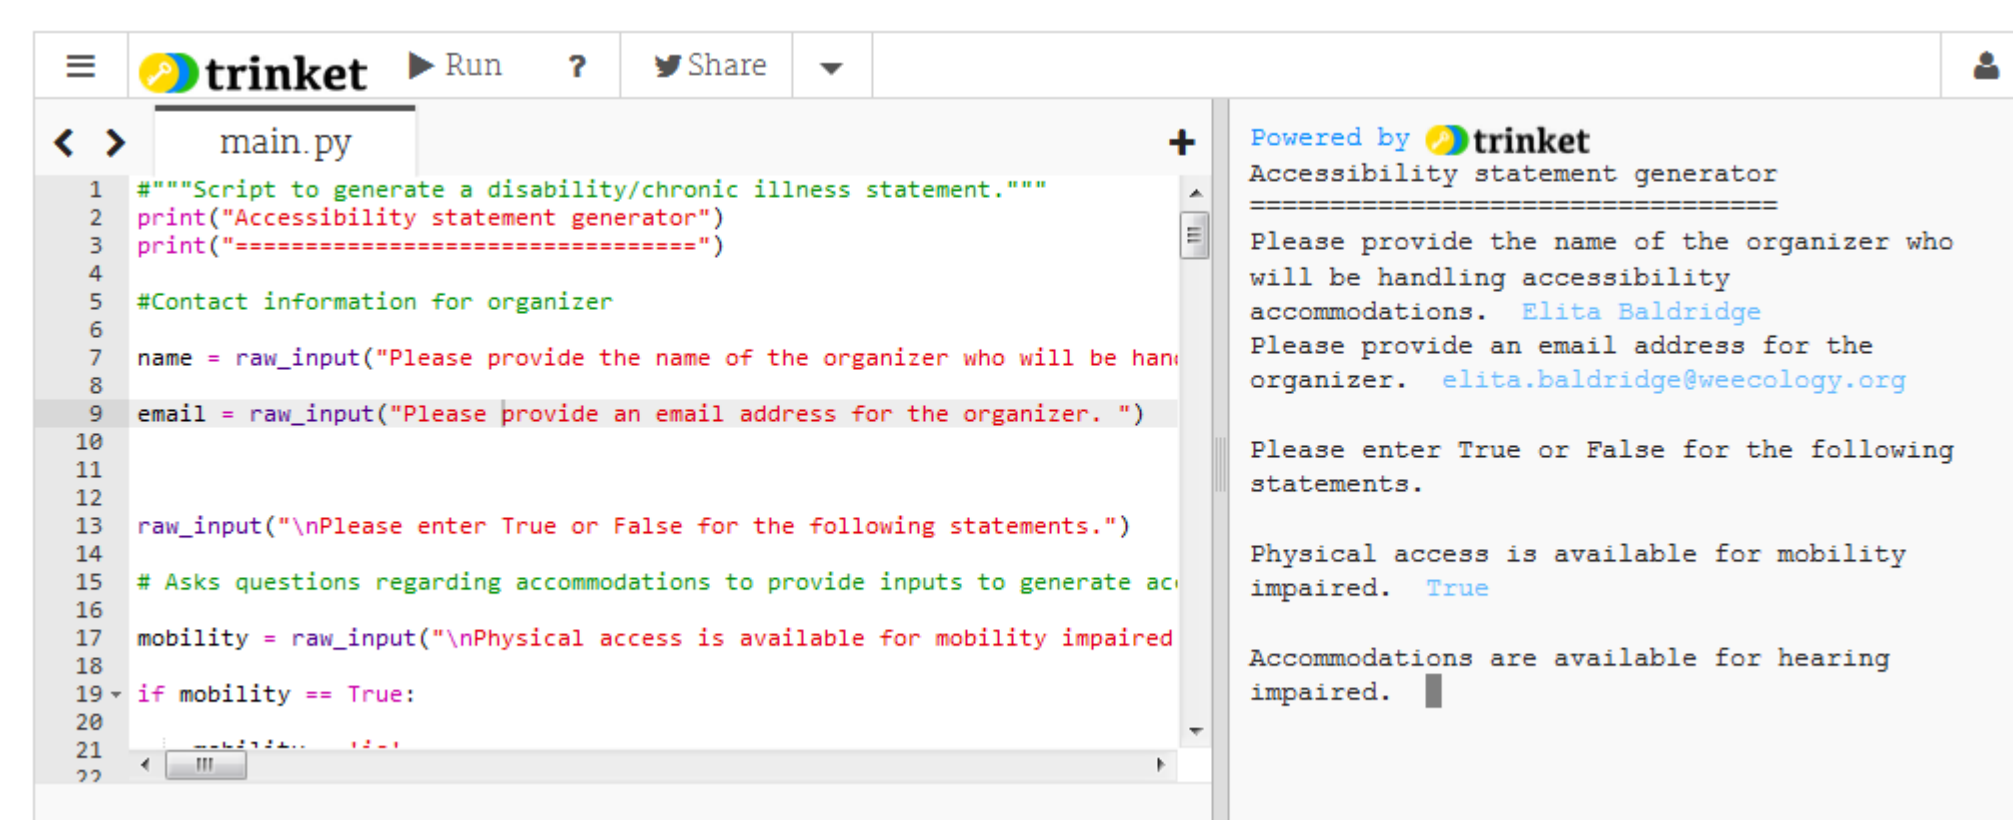 trinket Run ? Share
main.py
1 #"""Script to generate a disability/chronic illness statement."""
2 print("Accessibility statement generator")
3 print("=================================")
4
5 #Contact information for organizer
6
7 name = raw_input("Please provide the name of the organizer who will be hand
8
9 email = raw_input("Please provide an email address for the organizer. ")
10
11
12
13 raw_input("\nPlease enter True or False for the following statements.")
14
15 # Asks questions regarding accommodations to provide inputs to generate acc
16
17 mobility = raw_input("\nPhysical access is available for mobility impaired
18
19 if mobility == True:
20
21 mobility = 'is'
22
Powered by trinket
Accessibility statement generator
=================================
Please provide the name of the organizer who
will be handling accessibility
accommodations. Elita Baldridge
Please provide an email address for the
organizer. elita.baldridge@weecology.org
Please enter True or False for the following
statements.
Physical access is available for mobility
impaired. True
Accommodations are available for hearing
impaired.